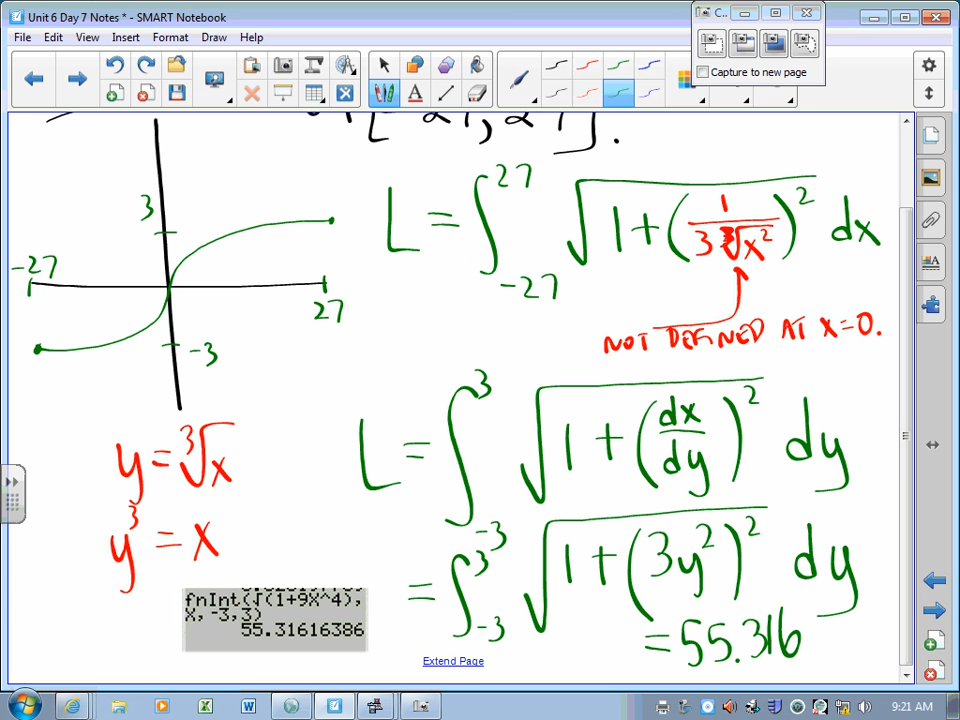 Unit 6 Day 7 Notes * - SMART Notebook
C..
File Edit View Insert Format Draw Help
Capture to new page
[-27, 27].
3
-27
27
-3
L = ∫_{-27}^{27} √(1+(1/(3∛x²))²) dx
NOT DEFINED AT X=0.
L = ∫_{-3}^{3} √(1+(dx/dy)²) dy
y = ∛x
y³ = x
= ∫_{-3}^{3} √(1+(3y²)²) dy
= 55.316
fnInt(√(1+9X^4),
X,-3,3)
55.31616386
Extend Page
9:21 AM